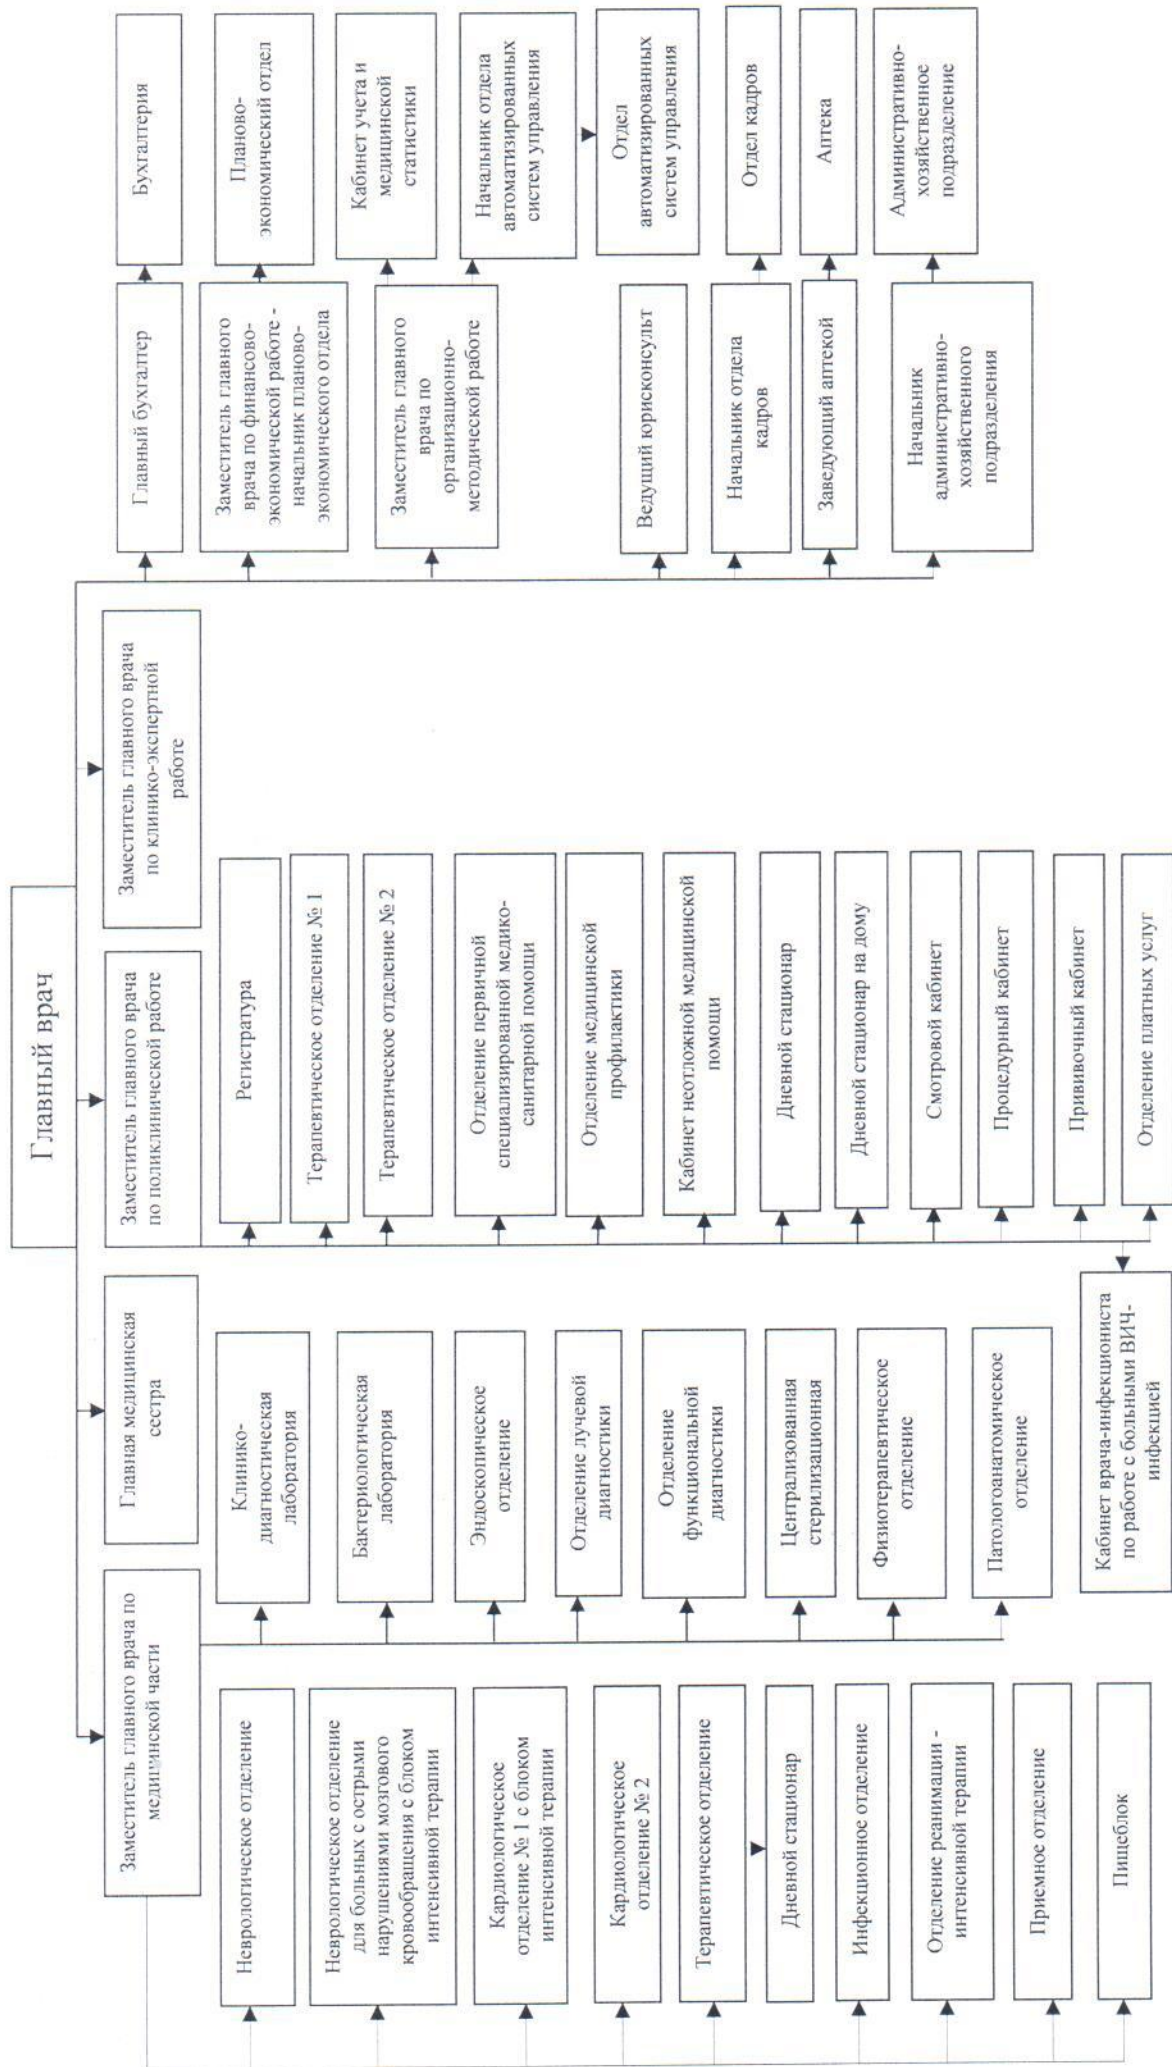 Главный врач
Заместитель главного врача по
медицинской части
Главная медицинская
сестра
Заместитель главного врача
по поликлинической работе
Заместитель главного врача
по клинико-экспертной
работе
Неврологическое отделение
Неврологическое отделение
для больных с острыми
нарушениями мозгового
кровообращения с блоком
интенсивной терапии
Кардиологическое
отделение № 1 с блоком
интенсивной терапии
Кардиологическое
отделение № 2
Терапевтическое отделение
Дневной стационар
Инфекционное отделение
Отделение реанимации -
интенсивной терапии
Приемное отделение
Пищеблок
Клинико-
диагностическая
лаборатория
Бактериологическая
лаборатория
Эндоскопическое
отделение
Отделение лучевой
диагностики
Отделение
функциональной
диагностики
Централизованная
стерилизационная
Физиотерапевтическое
отделение
Патологоанатомическое
отделение
Кабинет врача-инфекциониста
по работе с больными ВИЧ-
инфекцией
Регистратура
Терапевтическое отделение № 1
Терапевтическое отделение № 2
Отделение первичной
специализированной медико-
санитарной помощи
Отделение медицинской
профилактики
Кабинет неотложной медицинской
помощи
Дневной стационар
Дневной стационар на дому
Смотровой кабинет
Процедурный кабинет
Прививочный кабинет
Отделение платных услуг
Главный бухгалтер
Заместитель главного
врача по финансово-
экономической работе -
начальник планово-
экономического отдела
Заместитель главного
врача по
организационно-
методической работе
Ведущий юрисконсульт
Начальник отдела
кадров
Заведующий аптекой
Начальник
административно-
хозяйственного
подразделения
Бухгалтерия
Планово-
экономический отдел
Кабинет учета и
медицинской
статистики
Начальник отдела
автоматизированных
систем управления
Отдел
автоматизированных
систем управления
Отдел кадров
Аптека
Административно-
хозяйственное
подразделение